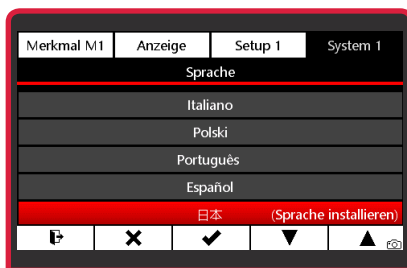 Merkmal M1 Anzeige Setup 1 System 1
Sprache
Italiano
Polski
Português
Español
日本 (Sprache installieren)